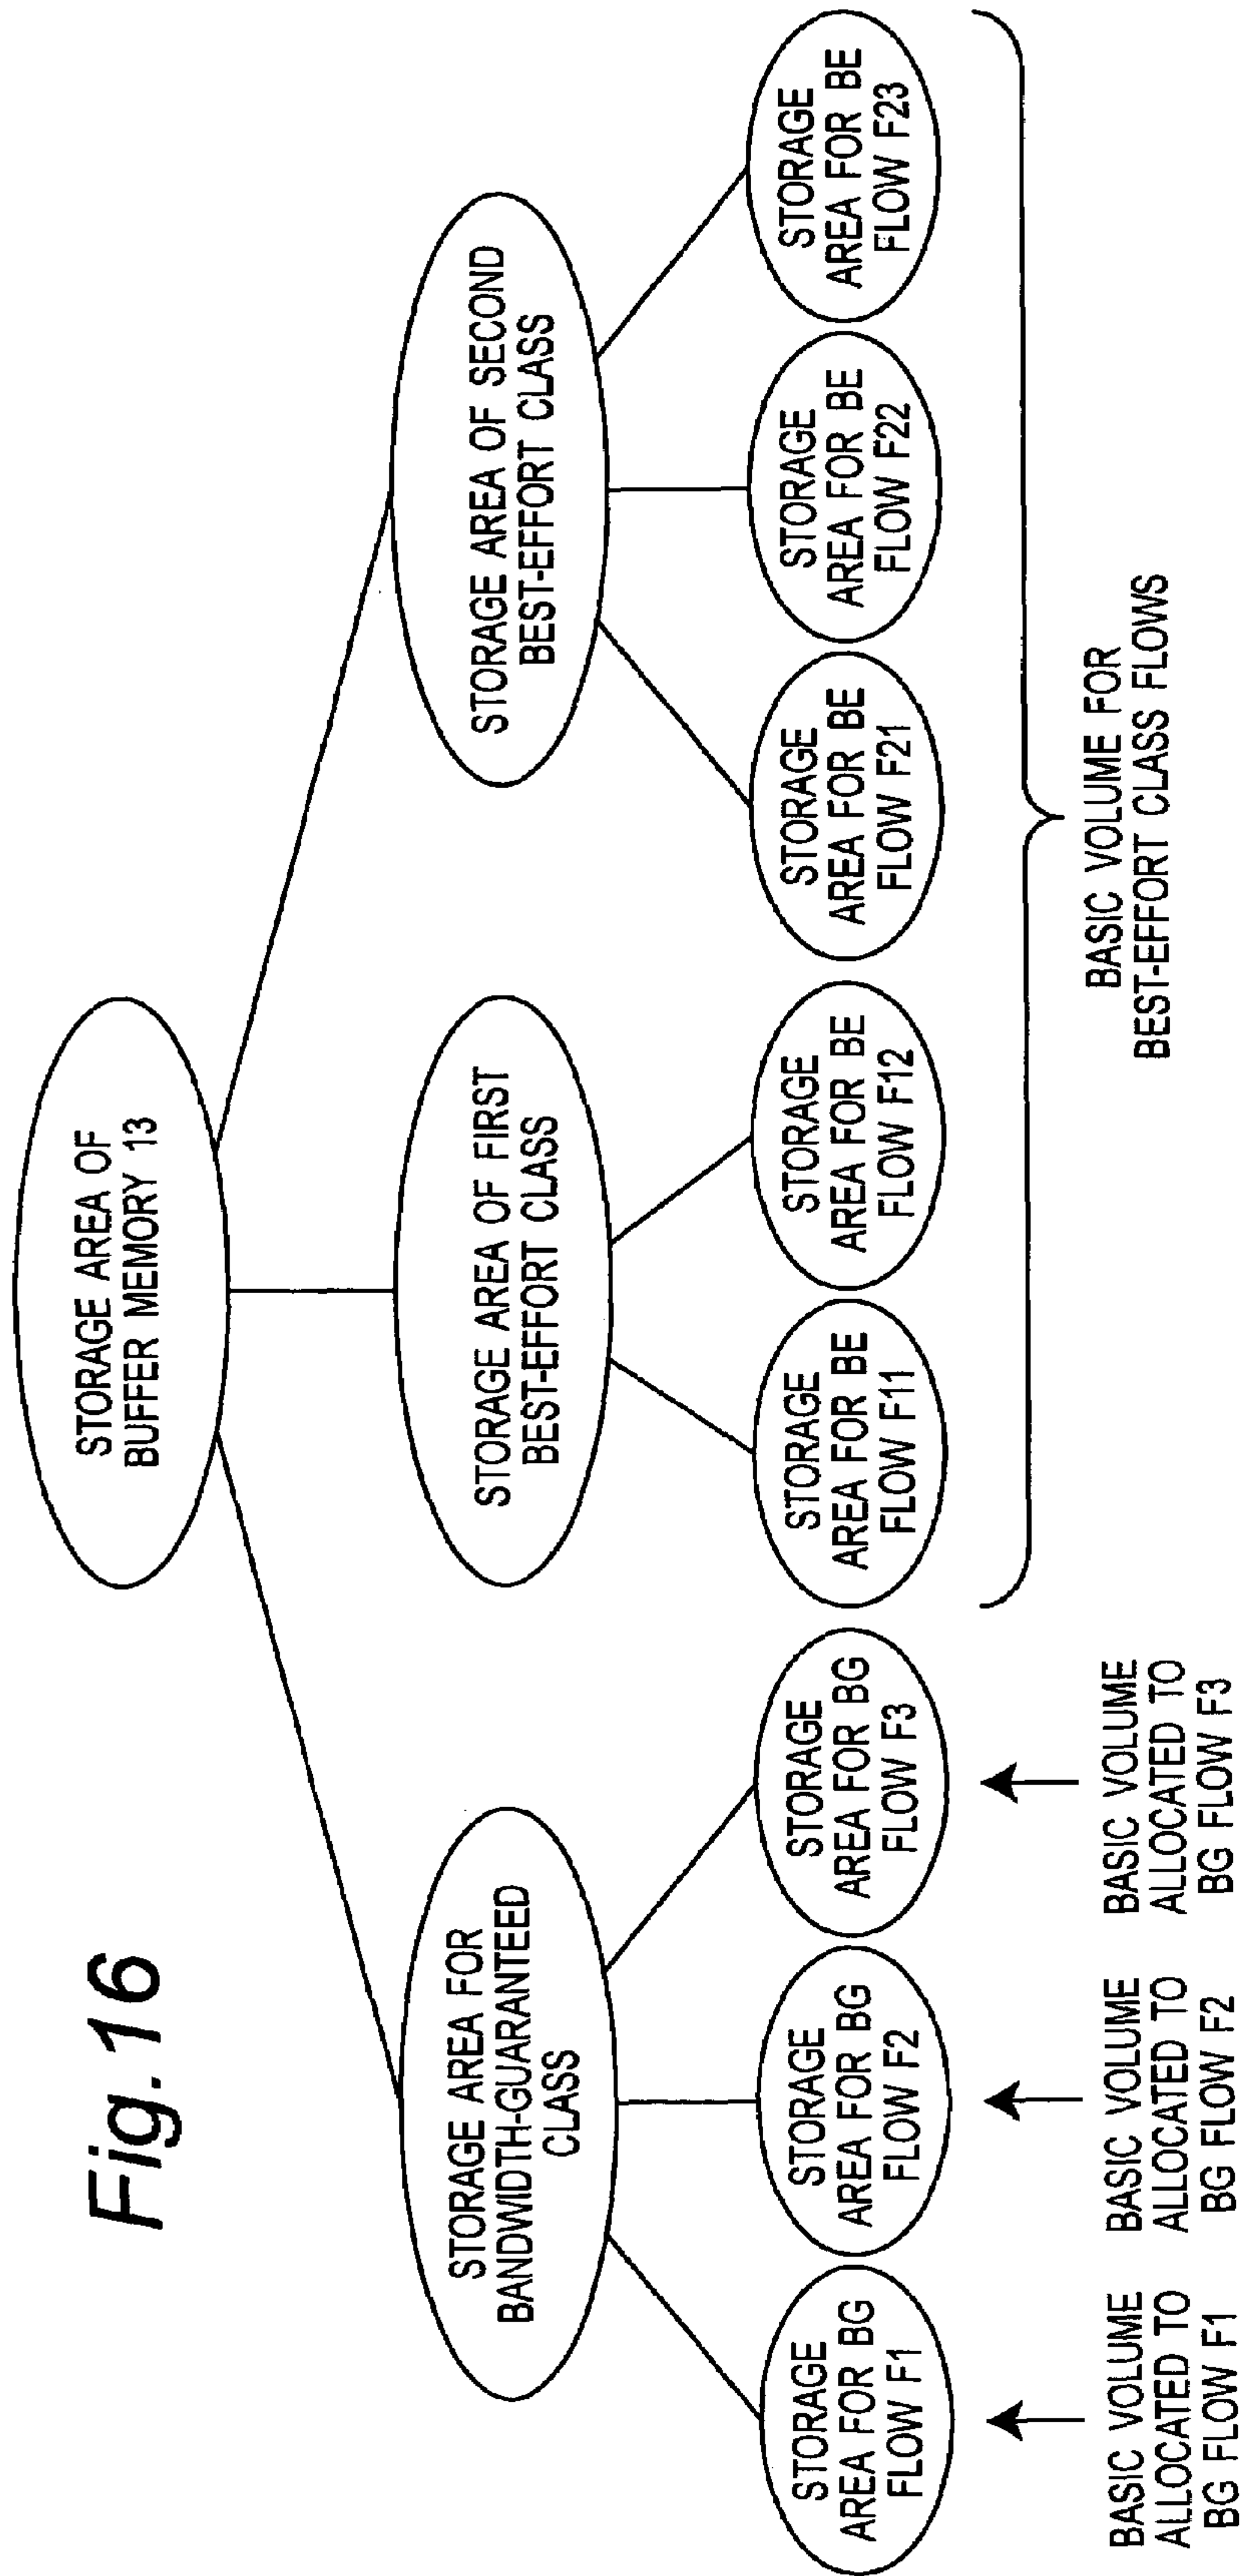 Fig.16
STORAGE AREA OF
BUFFER MEMORY 13
STORAGE AREA FOR
BANDWIDTH-GUARANTEED
CLASS
STORAGE AREA OF FIRST
BEST-EFFORT CLASS
STORAGE AREA OF SECOND
BEST-EFFORT CLASS
STORAGE
AREA FOR BG
FLOW F1
STORAGE
AREA FOR BG
FLOW F2
STORAGE
AREA FOR BG
FLOW F3
STORAGE
AREA FOR BE
FLOW F11
STORAGE
AREA FOR BE
FLOW F12
STORAGE
AREA FOR BE
FLOW F21
STORAGE
AREA FOR BE
FLOW F22
STORAGE
AREA FOR BE
FLOW F23
BASIC VOLUME
ALLOCATED TO
BG FLOW F1
BASIC VOLUME
ALLOCATED TO
BG FLOW F2
BASIC VOLUME
ALLOCATED TO
BG FLOW F3
BASIC VOLUME FOR
BEST-EFFORT CLASS FLOWS